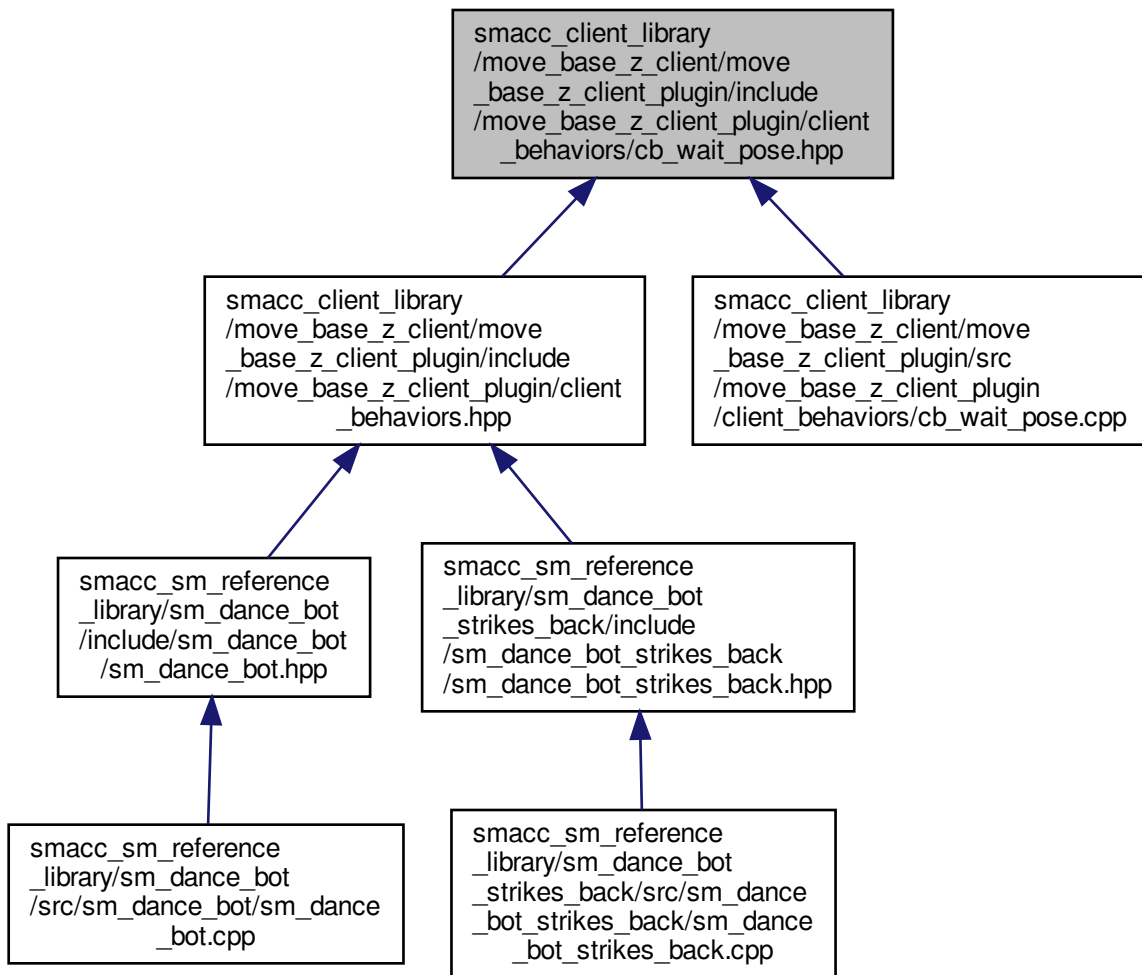 smacc_client_library
/move_base_z_client/move
_base_z_client_plugin/include
/move_base_z_client_plugin/client
_behaviors/cb_wait_pose.hpp
smacc_client_library
/move_base_z_client/move
_base_z_client_plugin/include
/move_base_z_client_plugin/client
_behaviors.hpp
smacc_client_library
/move_base_z_client/move
_base_z_client_plugin/src
/move_base_z_client_plugin
/client_behaviors/cb_wait_pose.cpp
smacc_sm_reference
_library/sm_dance_bot
/include/sm_dance_bot
/sm_dance_bot.hpp
smacc_sm_reference
_library/sm_dance_bot
_strikes_back/include
/sm_dance_bot_strikes_back
/sm_dance_bot_strikes_back.hpp
smacc_sm_reference
_library/sm_dance_bot
/src/sm_dance_bot/sm_dance
_bot.cpp
smacc_sm_reference
_library/sm_dance_bot
_strikes_back/src/sm_dance
_bot_strikes_back/sm_dance
_bot_strikes_back.cpp